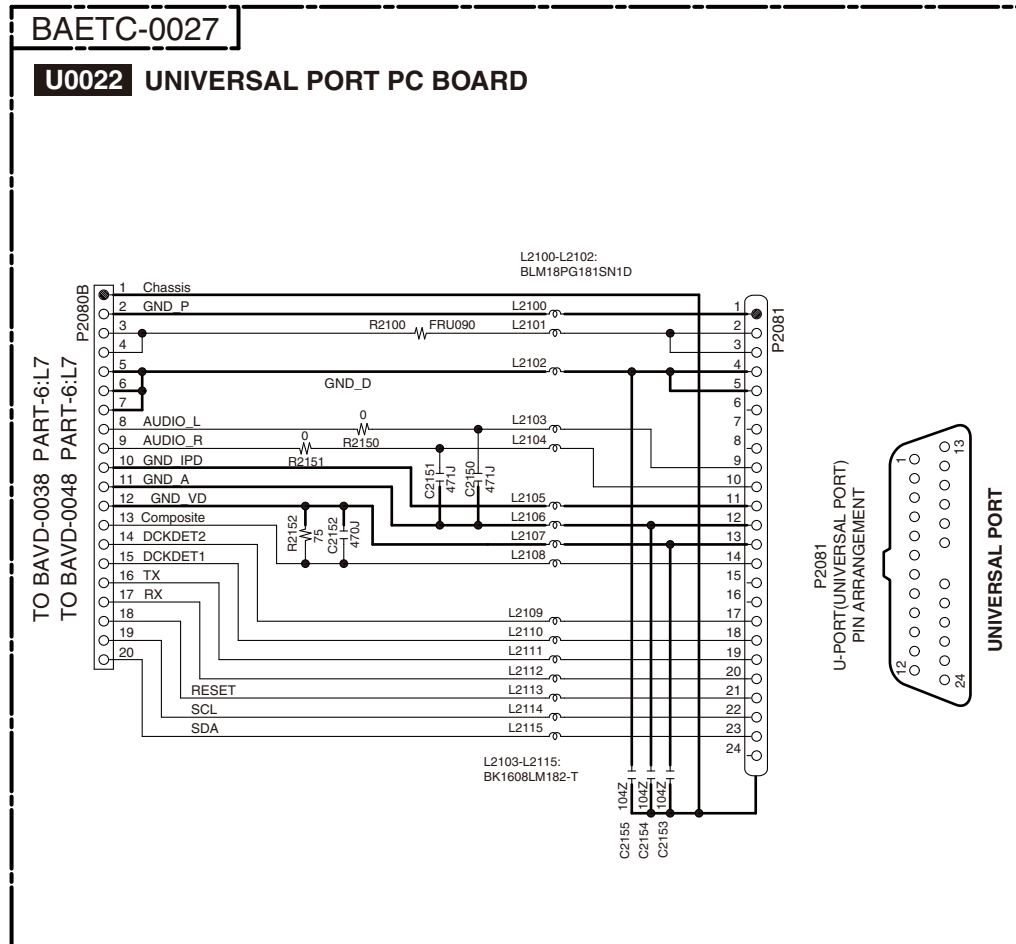 BAETC-0027
U0022 UNIVERSAL PORT PC BOARD
L2100-L2102:
BLM18PG181SN1D
P2080B
TO BAVD-0038 PART-6:L7
TO BAVD-0048 PART-6:L7
1 Chassis
2 GND_P L2100 1
3 R2100 FRU090 L2101 2
4 3
5 L2102 4
6 GND_D 5
7 6
8 AUDIO_L 0 R2150 L2103 7
9 AUDIO_R 0 R2151 L2104 8
9
10 GND_IPD C2151 471J C2150 471J 10
11 GND_A L2105 11
12 GND_VD L2106 12
13 Composite R2152 75 C2152 470J L2107 13
14 DCKDET2 L2108 14
15 DCKDET1 15
16 TX 16
17 RX L2109 17
18 L2110 18
19 L2111 19
20 L2112 20
RESET L2113 21
SCL L2114 22
SDA L2115 23
24
P2081
L2103-L2115:
BK1608LM182-T
104Z 104Z 104Z
C2155 C2154 C2153
P2081
U-PORT(UNIVERSAL PORT)
PIN ARRANGEMENT
1 13
12 24
UNIVERSAL PORT